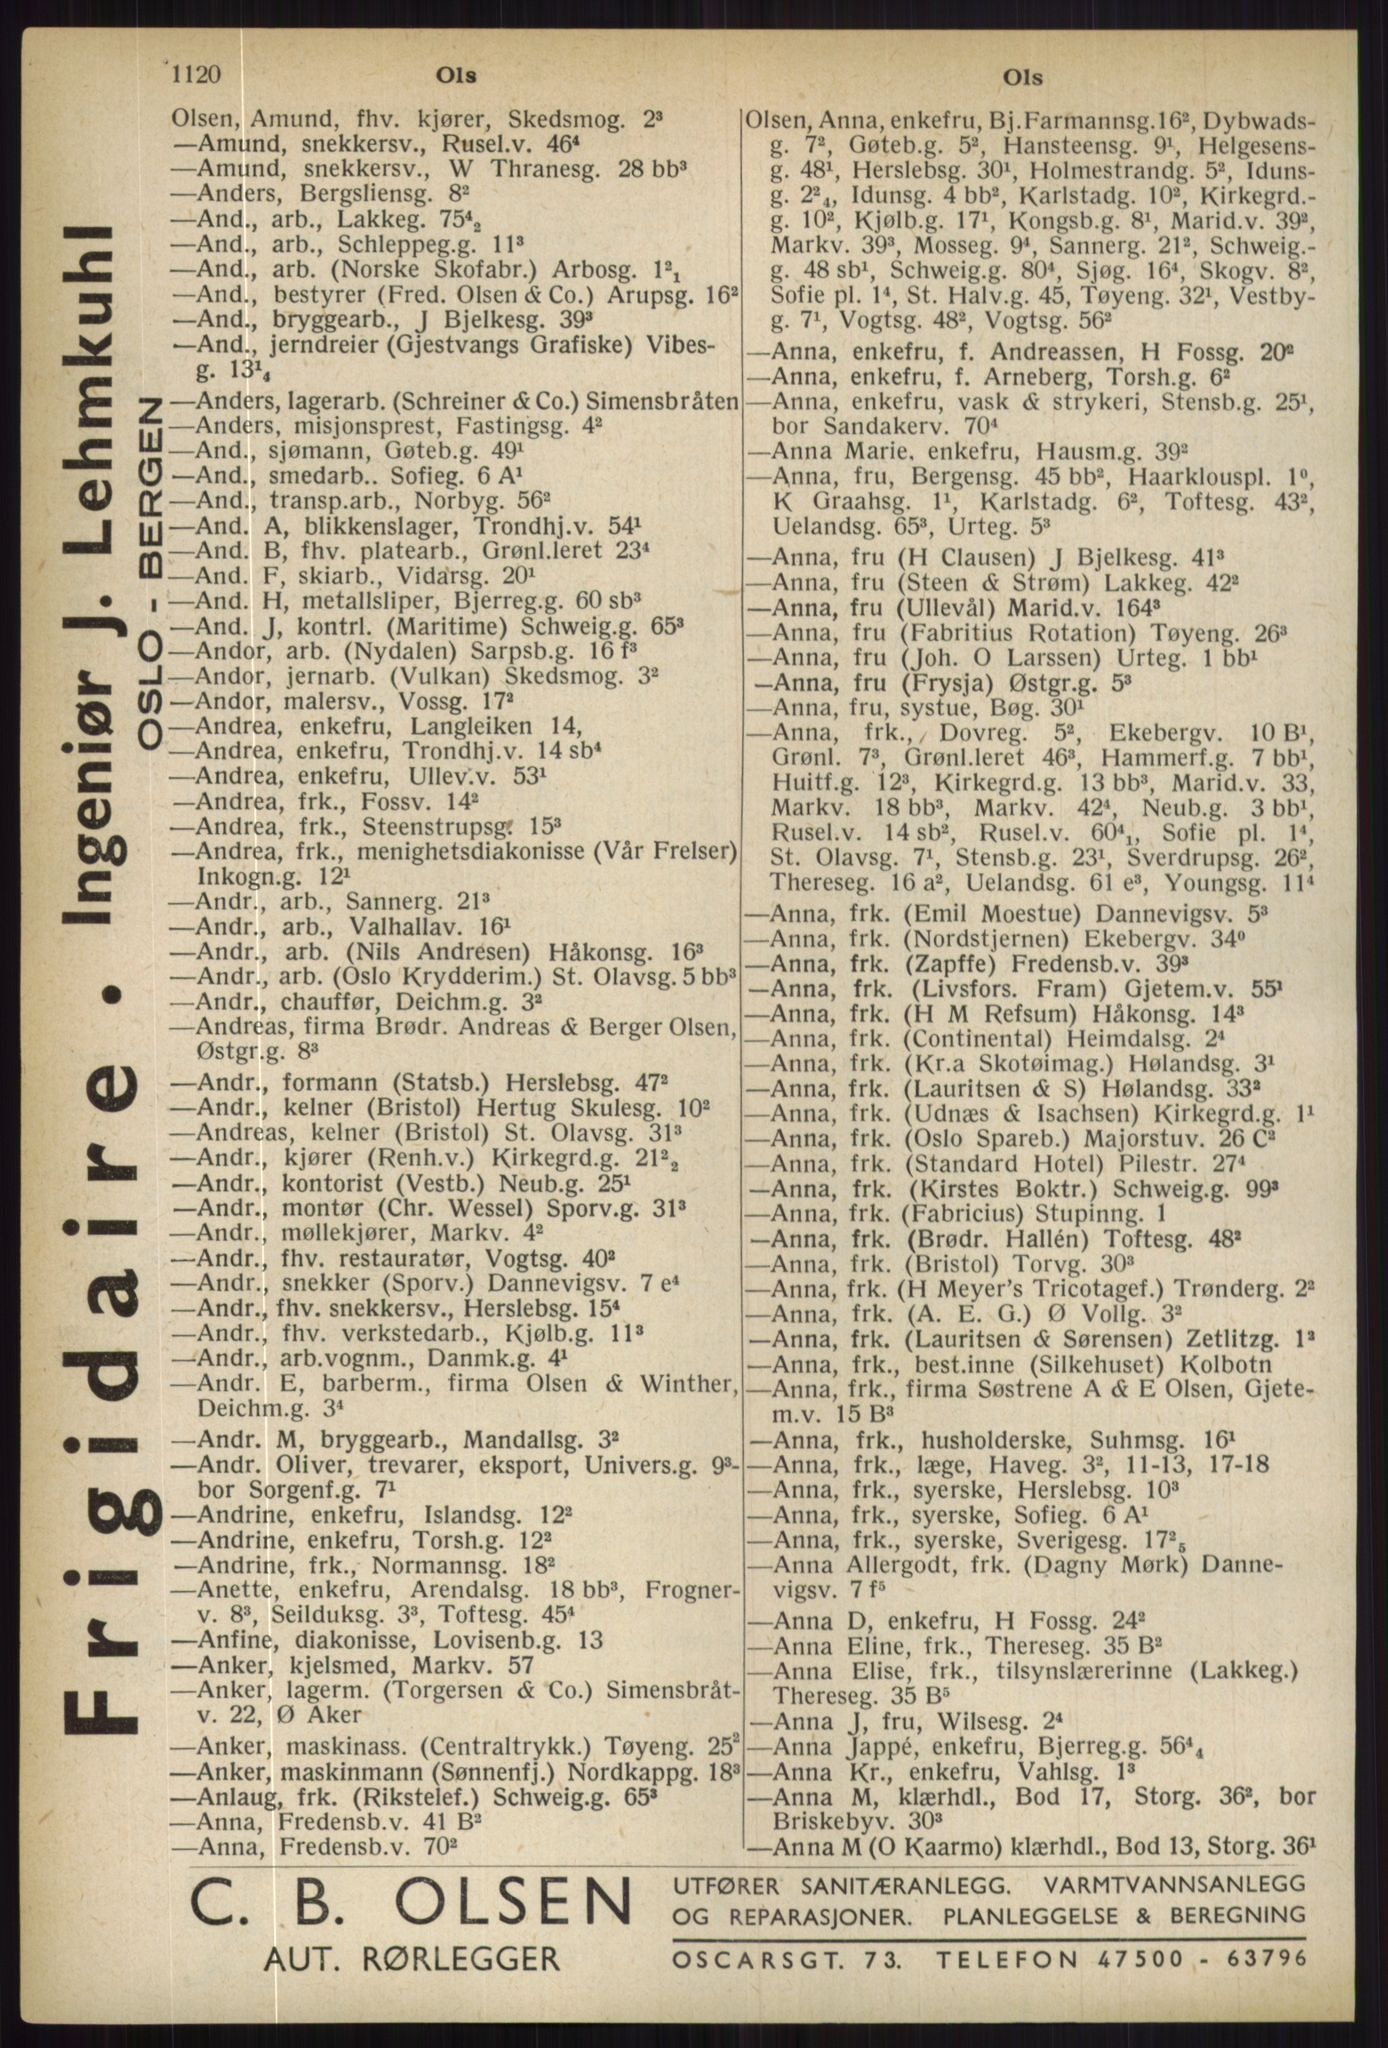 1120 Ols Ols
Olsen, Amund, fhv. kjører, Skedsmog. 2³
—Amund, snekkersv., Rusel.v. 46⁴
—Amund, snekkersv., W Thranesg. 28 bb³
—Anders, Bergsliensg. 8²
—And., arb., Lakkeg. 75⁴₂
—And., arb., Schleppeg.g. 11³
—And., arb. (Norske Skofabr.) Arbosg. 1²₁
—And., bestyrer (Fred. Olsen & Co.) Arupsg. 16²
—And., bryggearb., J Bjelkesg. 39³
—And., jerndreier (Gjestvangs Grafiske) Vibes-
g. 13¹₄
—Anders, lagerarb. (Schreiner & Co.) Simensbråten
—Anders, misjonsprest, Fastingsg. 4²
—And., sjømann, Gøteb.g. 49¹
—And., smedarb.. Sofieg. 6 A¹
—And., transp.arb., Norbyg. 56²
—And. A, blikkenslager, Trondhj.v. 54¹
—And. B, fhv. platearb., Grønl.leret 23⁴
—And. F, skiarb., Vidarsg. 20¹
—And. H, metallsliper, Bjerreg.g. 60 sb³
—And. J, kontrl. (Maritime) Schweig.g. 65³
—Andor, arb. (Nydalen) Sarpsb.g. 16 f³
—Andor, jernarb. (Vulkan) Skedsmog. 3²
—Andor, malersv., Vossg. 17²
—Andrea, enkefru, Langleiken 14,
—Andrea, enkefru, Trondhj.v. 14 sb⁴
—Andrea, enkefru, Ullev.v. 53¹
—Andrea, frk., Fossv. 14²
—Andrea, frk., Steenstrupsg. 15³
—Andrea, frk., menighetsdiakonisse (Vår Frelser)
Inkogn.g. 12¹
—Andr., arb., Sannerg. 21³
—Andr., arb., Valhallav. 16¹
—Andr., arb. (Nils Andresen) Håkonsg. 16³
—Andr., arb. (Oslo Krydderim.) St. Olavsg. 5 bb³
—Andr., chauffør, Deichm.g. 3²
—Andreas, firma Brødr. Andreas & Berger Olsen,
Østgr.g. 8³
—Andr., formann (Statsb.) Herslebsg. 47²
—Andr., kelner (Bristol) Hertug Skulesg. 10²
—Andreas, kelner (Bristol) St. Olavsg. 31³
—Andr., kjører (Renh.v.) Kirkegrd.g. 21²₂
—Andr., kontorist (Vestb.) Neub.g. 25¹
—Andr., montør (Chr. Wessel) Sporv.g. 31³
—Andr., møllekjører, Markv. 4²
—Andr., fhv. restauratør, Vogtsg. 40²
—Andr., snekker (Sporv.) Dannevigsv. 7 e⁴
—Andr., fhv. snekkersv., Herslebsg. 15⁴
—Andr., fhv. verkstedarb., Kjølb.g. 11³
—Andr., arb.vognm., Danmk.g. 4¹
—Andr. E, barberm., firma Olsen & Winther,
Deichm.g. 3⁴
—Andr. M, bryggearb., Mandallsg. 3²
—Andr. Oliver, trevarer, eksport, Univers.g. 9³-
bor Sorgenf.g. 7¹
—Andrine, enkefru, Islandsg. 12²
—Andrine, enkefru, Torsh.g. 12²
—Andrine, frk., Normannsg. 18²
—Anette, enkefru, Arendalsg. 18 bb³, Frogner-
v. 8³, Seilduksg. 3³, Toftesg. 45⁴
—Anfine, diakonisse, Lovisenb.g. 13
—Anker, kjelsmed, Markv. 57
—Anker, lagerm. (Torgersen & Co.) Simensbråt-
v. 22, Ø Aker
—Anker, maskinass. (Centraltrykk.) Tøyeng. 25²
—Anker, maskinmann (Sønnenfj.) Nordkappg. 18³
—Anlaug, frk. (Rikstelef.) Schweig.g. 65³
—Anna, Fredensb.v. 41 B²
—Anna, Fredensb.v. 70²
Olsen, Anna, enkefru, Bj.Farmannsg.16², Dybwads-
g. 7², Gøteb.g. 5², Hansteensg. 9¹, Helgesens-
g. 48¹, Herslebsg. 30¹, Holmestrandg. 5², Iduns-
g. 2²₄, Idunsg. 4 bb², Karlstadg. 10², Kirkegrd.-
g. 10², Kjølb.g. 17¹, Kongsb.g. 8¹, Marid.v. 39²,
Markv. 39³, Mosseg. 9⁴, Sannerg. 21², Schweig.-
g. 48 sb¹, Schweig.g. 80⁴, Sjøg. 16⁴, Skogv. 8²,
Sofie pl. 1⁴, St. Halv.g. 45, Tøyeng. 32¹, Vestby-
g. 7¹, Vogtsg. 48², Vogtsg. 56²
—Anna, enkefru, f. Andreassen, H Fossg. 20²
—Anna, enkefru, f. Arneberg, Torsh.g. 6²
—Anna, enkefru, vask & strykeri, Stensb.g. 25¹,
bor Sandakerv. 70⁴
—Anna Marie, enkefru, Hausm.g. 39²
—Anna, fru, Bergensg. 45 bb², Haarklouspl. 1⁰,
K Graahsg. 1¹, Karlstadg. 6², Toftesg. 43²,
Uelandsg. 65³, Urteg. 5³
—Anna, fru (H Clausen) J Bjelkesg. 41³
—Anna, fru (Steen & Strøm) Lakkeg. 42²
—Anna, fru (Ullevål) Marid.v. 164³
—Anna, fru (Fabritius Rotation) Tøyeng. 26³
—Anna, fru (Joh. O Larssen) Urteg. 1 bb¹
—Anna, fru (Frysja) Østgr.g. 5³
—Anna, fru, systue, Bøg. 30¹
—Anna, frk., Dovreg. 5², Ekebergv. 10 B¹,
Grønl. 7³, Grønl.leret 46³, Hammerf.g. 7 bb¹,
Huitf.g. 12³, Kirkegrd.g. 13 bb³, Marid.v. 33,
Markv. 18 bb³, Markv. 42⁴, Neub.g. 3 bb¹,
Rusel.v. 14 sb², Rusel.v. 60⁴₁, Sofie pl. 1⁴,
St. Olavsg. 7¹, Stensb.g. 23¹, Sverdrupsg. 26²,
Thereseg. 16 a², Uelandsg. 61 e³, Youngsg. 11⁴
—Anna, frk. (Emil Moestue) Dannevigsv. 5³
—Anna, frk. (Nordstjernen) Ekebergv. 34⁰
—Anna, frk. (Zapffe) Fredensb.v. 39³
—Anna, frk. (Livsfors. Fram) Gjetem.v. 55¹
—Anna, frk. (H M Refsum) Håkonsg. 14³
—Anna, frk. (Continental) Heimdalsg. 2⁴
—Anna, frk. (Kr.a Skotøimag.) Hølandsg. 3¹
—Anna, frk. (Lauritsen & S) Hølandsg. 33²
—Anna, frk. (Udnæs & Isachsen) Kirkegrd.g. 1¹
—Anna, frk. (Oslo Spareb.) Majorstuv. 26 C²
—Anna, frk. (Standard Hotel) Pilestr. 27⁴
—Anna, frk. (Kirstes Boktr.) Schweig.g. 99³
—Anna, frk. (Fabricius) Stupinng. 1
—Anna, frk. (Brødr. Hallén) Toftesg. 48²
—Anna, frk. (Bristol) Torvg. 30³
—Anna, frk. (H Meyer's Tricotagef.) Trønderg. 2²
—Anna, frk. (A. E. G.) Ø Vollg. 3²
—Anna, frk. (Lauritsen & Sørensen) Zetlitzg. 1³
—Anna, frk., best.inne (Silkehuset) Kolbotn
—Anna, frk., firma Søstrene A & E Olsen, Gjete-
m.v. 15 B³
—Anna, frk., husholderske, Suhmsg. 16¹
—Anna, frk., læge, Haveg. 3², 11-13, 17-18
—Anna, frk., syerske, Herslebsg. 10³
—Anna, frk., syerske, Sofieg. 6 A¹
—Anna, frk., syerske, Sverigesg. 17²₅
—Anna Allergodt, frk. (Dagny Mørk) Danne-
vigsv. 7 f⁵
—Anna D, enkefru, H Fossg. 24²
—Anna Eline, frk., Thereseg. 35 B²
—Anna Elise, frk., tilsynslærerinne (Lakkeg.)
Thereseg. 35 B⁵
—Anna J, fru, Wilsesg. 2⁴
—Anna Jappé, enkefru, Bjerreg.g. 56⁴₄
—Anna Kr., enkefru, Vahlsg. 1³
—Anna M, klærhdl., Bod 17, Storg. 36², bor
Briskebyv. 30³
—Anna M (O Kaarmo) klærhdl., Bod 13, Storg. 36¹
Frigidaire • Ingeniør J. Lehmkuhl
OSLO - BERGEN
C. B. OLSEN
AUT. RØRLEGGER
UTFØRER SANITÆRANLEGG. VARMTVANNSANLEGG
OG REPARASJONER. PLANLEGGELSE & BEREGNING
OSCARSGT. 73. TELEFON 47500 - 63796